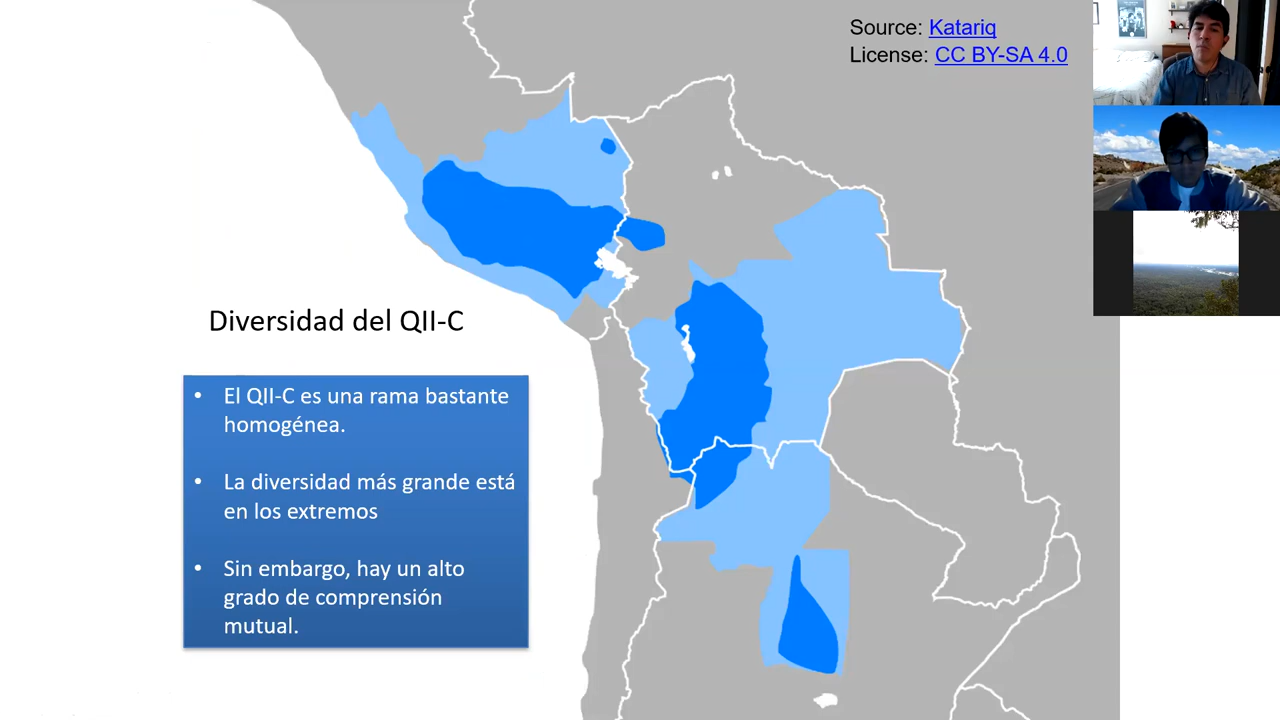 Source: Katariq
License: CC BY-SA 4.0
Diversidad del QII-C
• El QII-C es una rama bastante
homogénea.
• La diversidad más grande está
en los extremos
• Sin embargo, hay un alto
grado de comprensión
mutual.